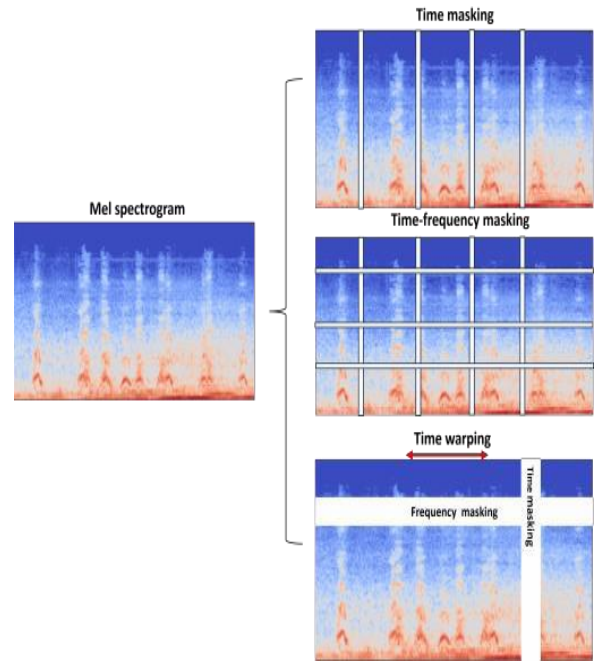 Time masking
Mel spectrogram
Time-frequency masking
Time warping
Frequency masking
Time masking